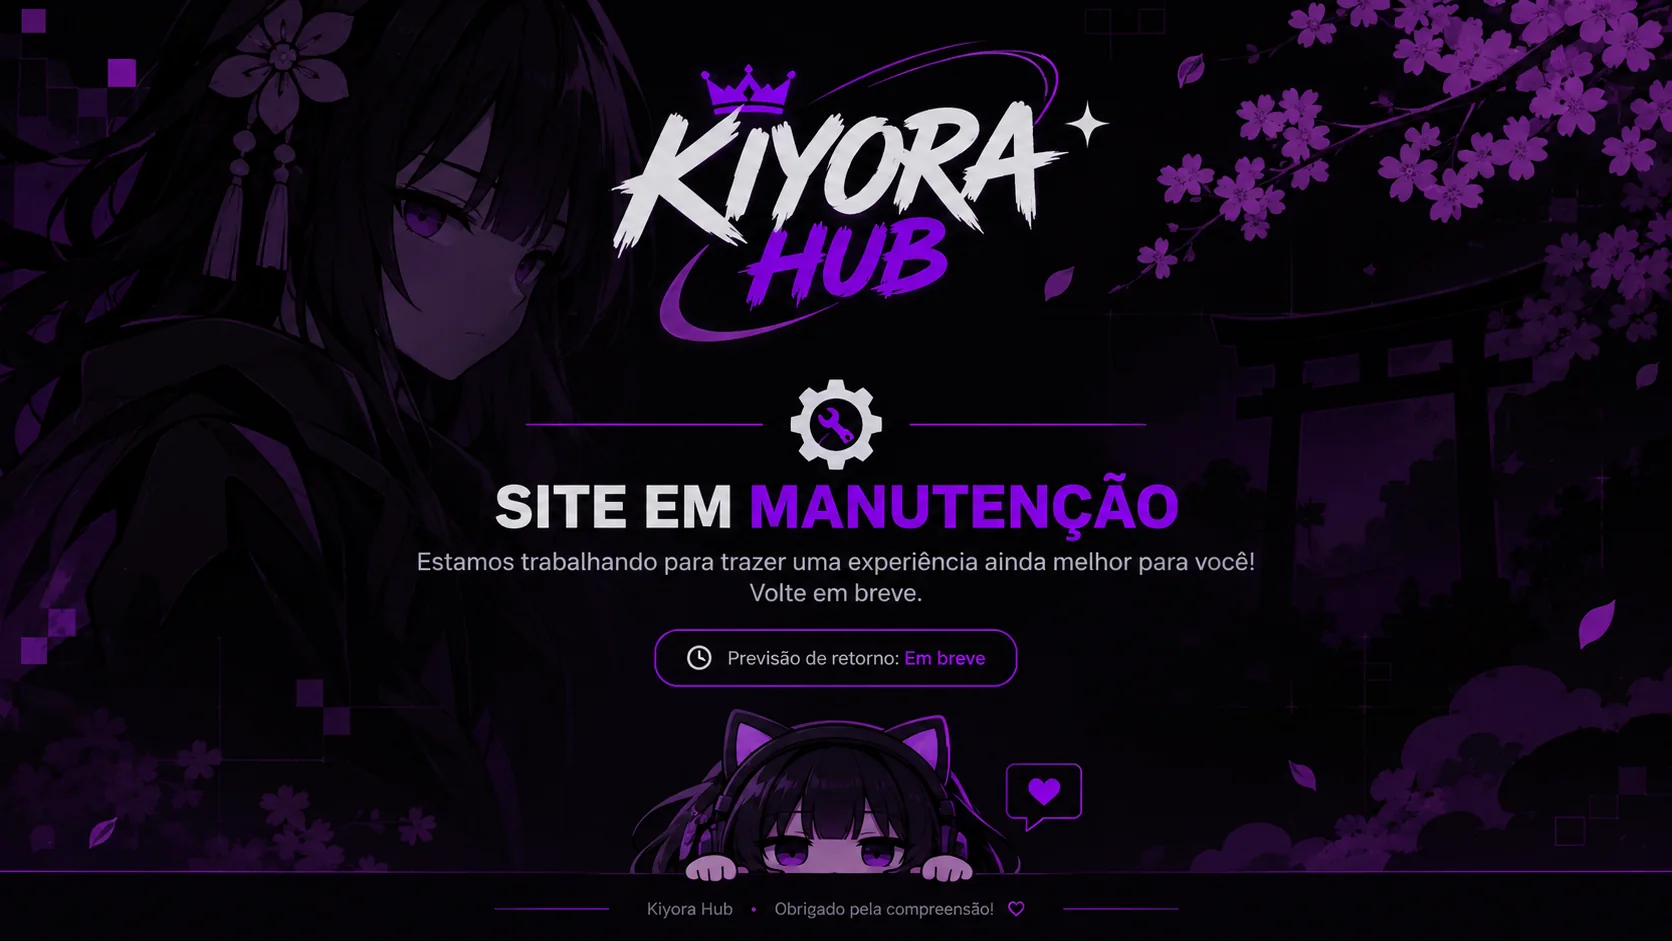 KIYORA
HUB
SITE EM MANUTENÇÃO
Estamos trabalhando para trazer uma experiência ainda melhor para você!
Volte em breve.
Previsão de retorno: Em breve
Kiyora Hub • Obrigado pela compreensão!